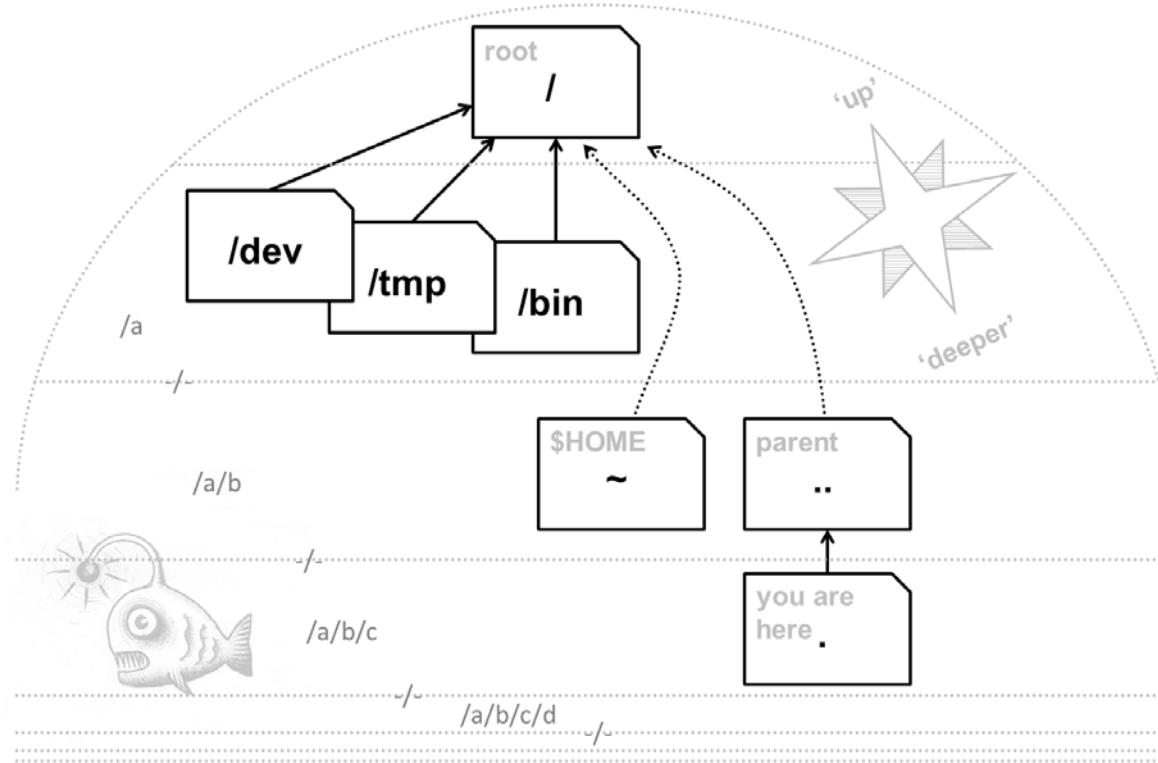 root
/
‘up’
/dev
/tmp
/bin
‘deeper’
/a
-/-
$HOME
~
parent
..
/a/b
-/-
you are
here .
/a/b/c
-/-
/a/b/c/d
-/-